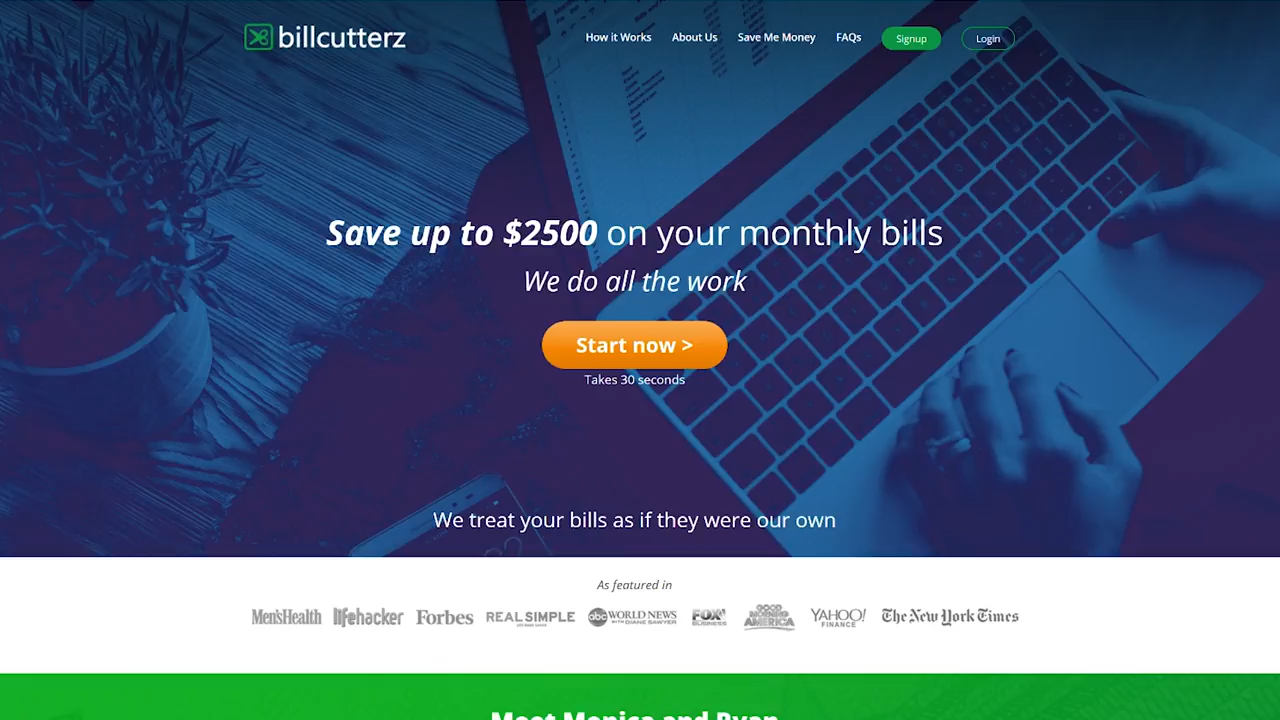 billcutterz
How it Works About Us Save Me Money FAQs Signup Login
Save up to $2500 on your monthly bills
We do all the work
Start now >
Takes 30 seconds
We treat your bills as if they were our own
As featured in
Men'sHealth lifehacker Forbes REAL SIMPLE abc WORLD NEWS WITH DIANE SAWYER FOX BUSINESS GOOD MORNING AMERICA YAHOO! FINANCE The New York Times
Meet Monica and Ryan